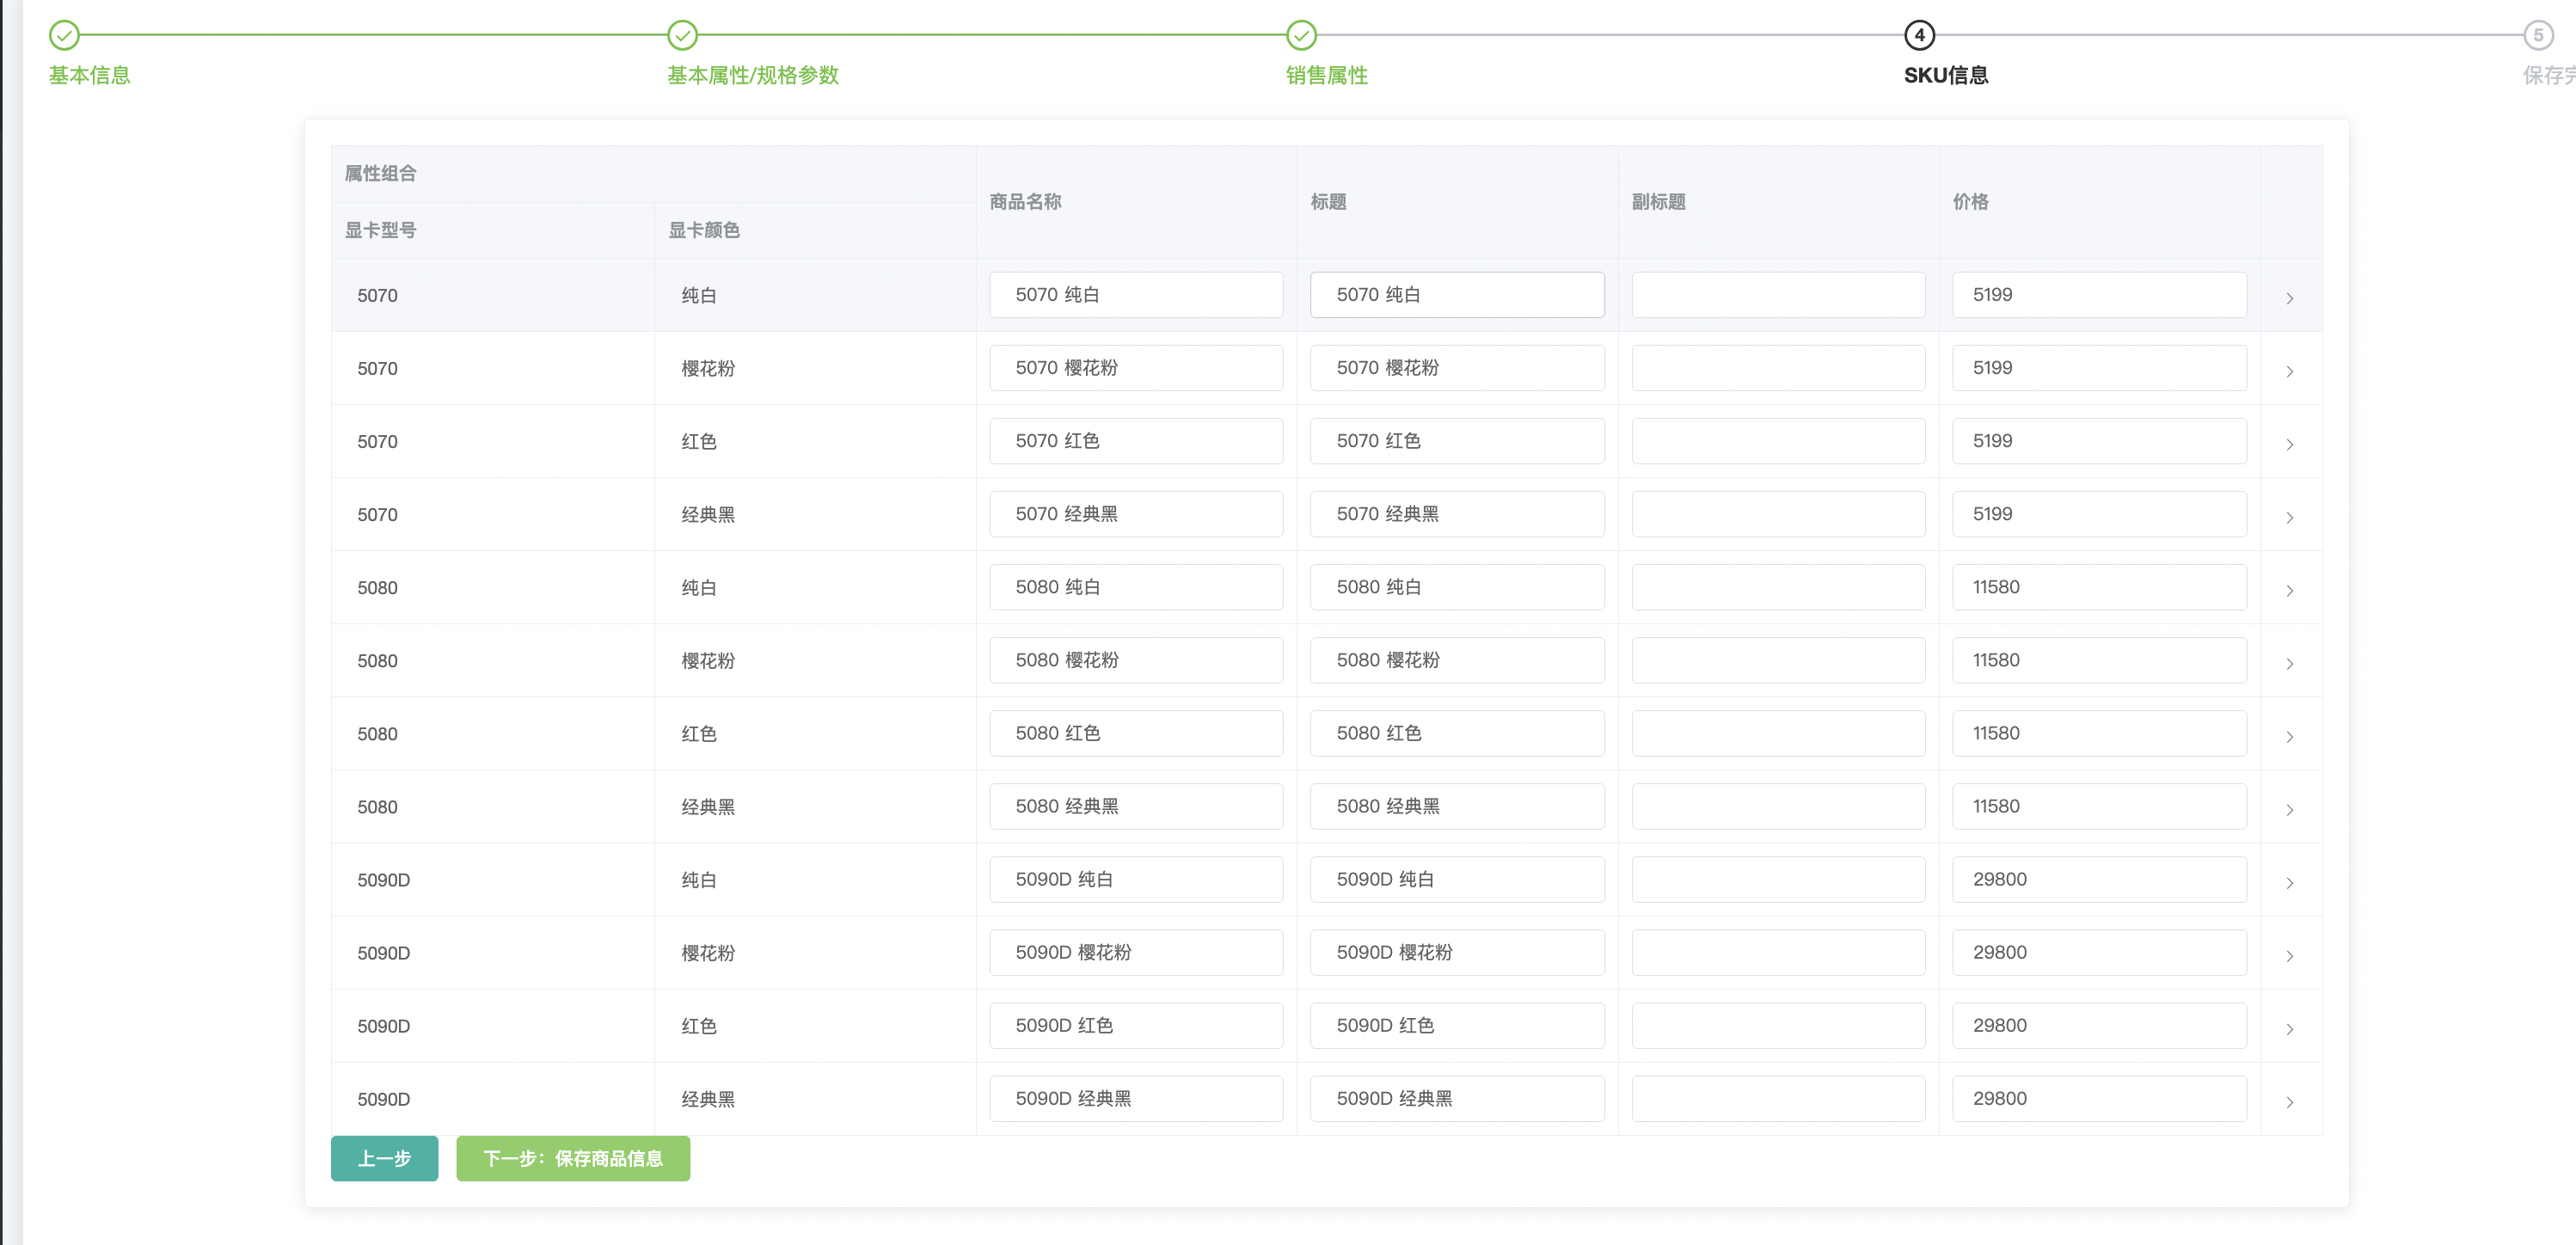 4 5
基本信息 基本属性/规格参数 销售属性 SKU信息 保存
属性组合 商品名称 标题 副标题 价格
显卡型号 显卡颜色
5070 纯白 5070 纯白 5070 纯白 5199
5070 樱花粉 5070 樱花粉 5070 樱花粉 5199
5070 红色 5070 红色 5070 红色 5199
5070 经典黑 5070 经典黑 5070 经典黑 5199
5080 纯白 5080 纯白 5080 纯白 11580
5080 樱花粉 5080 樱花粉 5080 樱花粉 11580
5080 红色 5080 红色 5080 红色 11580
5080 经典黑 5080 经典黑 5080 经典黑 11580
5090D 纯白 5090D 纯白 5090D 纯白 29800
5090D 樱花粉 5090D 樱花粉 5090D 樱花粉 29800
5090D 红色 5090D 红色 5090D 红色 29800
5090D 经典黑 5090D 经典黑 5090D 经典黑 29800
上一步 下一步：保存商品信息